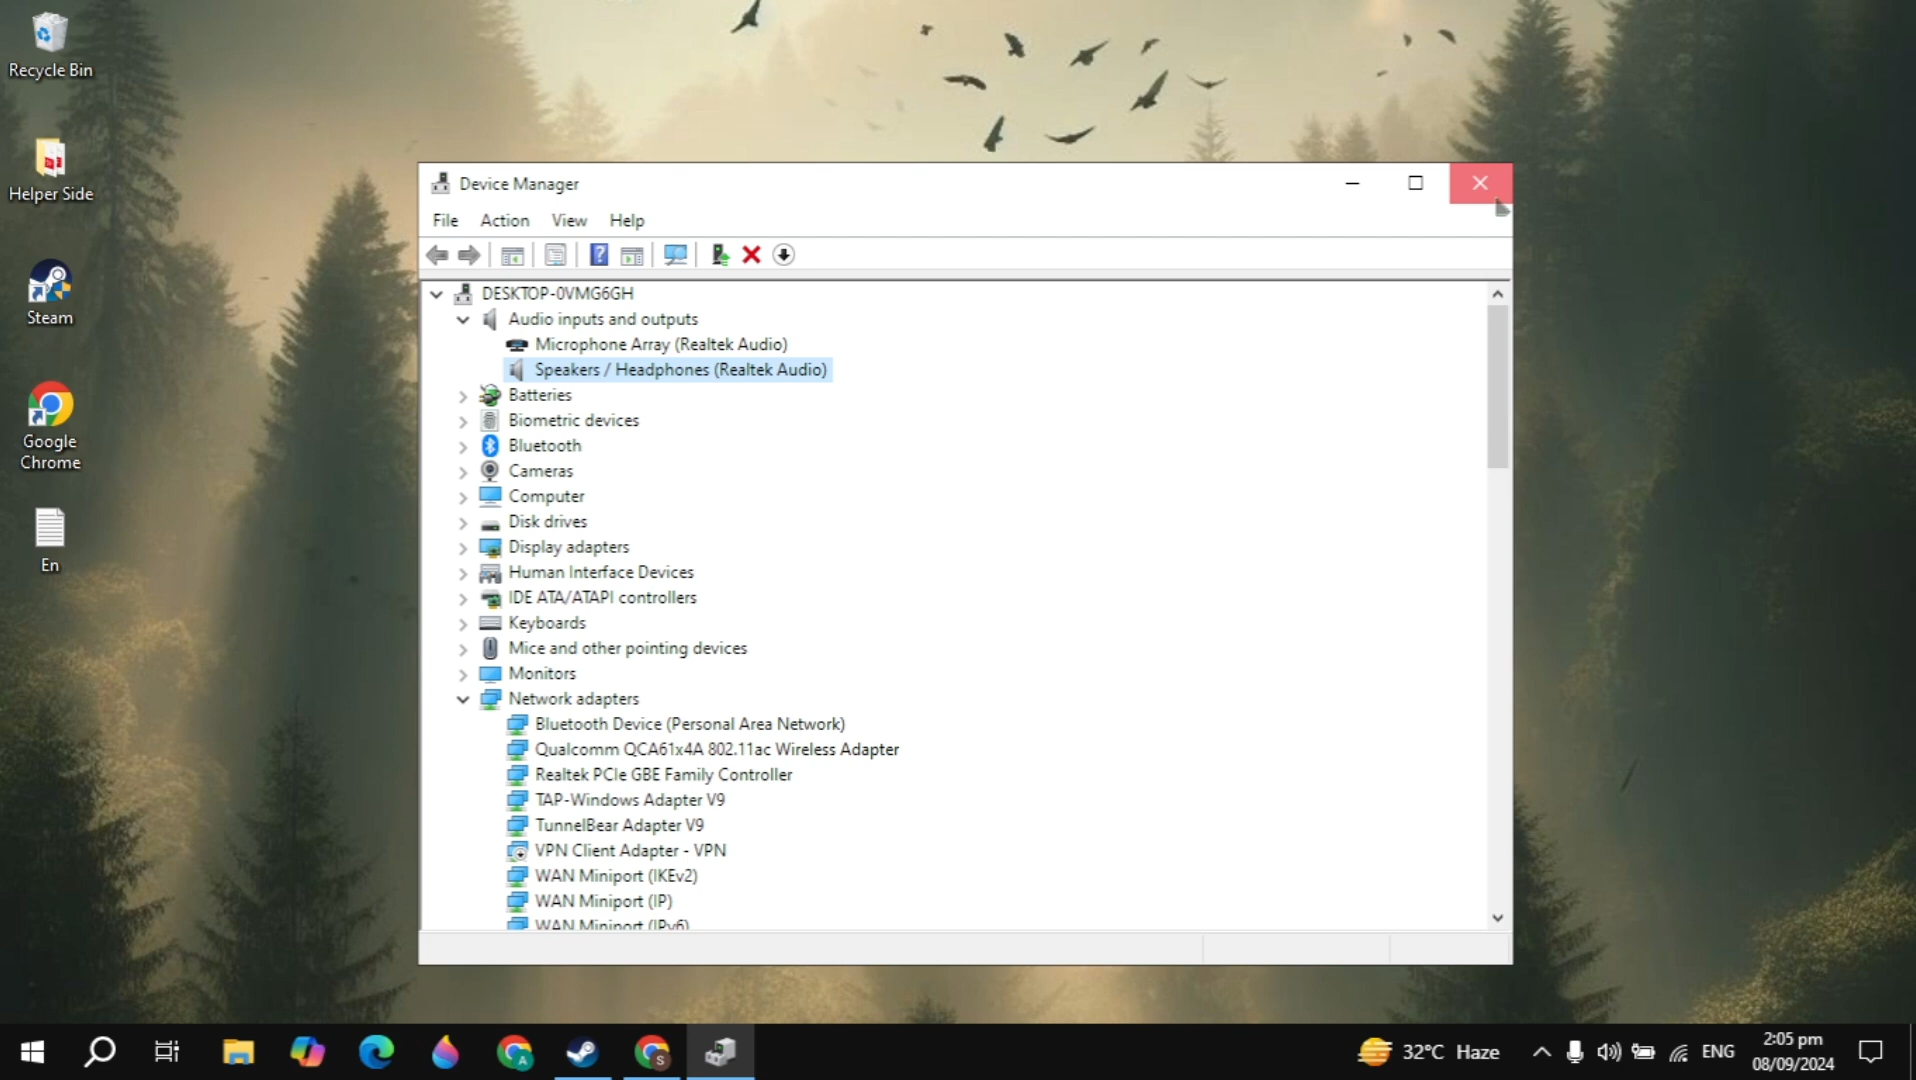 Recycle Bin
Helper Side
Steam
Google
Chrome
En
Device Manager
File Action View Help
DESKTOP-0VMG6GH
Audio inputs and outputs
Microphone Array (Realtek Audio)
Speakers / Headphones (Realtek Audio)
Batteries
Biometric devices
Bluetooth
Cameras
Computer
Disk drives
Display adapters
Human Interface Devices
IDE ATA/ATAPI controllers
Keyboards
Mice and other pointing devices
Monitors
Network adapters
Bluetooth Device (Personal Area Network)
Qualcomm QCA61x4A 802.11ac Wireless Adapter
Realtek PCIe GBE Family Controller
TAP-Windows Adapter V9
TunnelBear Adapter V9
VPN Client Adapter - VPN
WAN Miniport (IKEv2)
WAN Miniport (IP)
WAN Miniport (IPv6)
32°C Haze
ENG
2:05 pm
08/09/2024